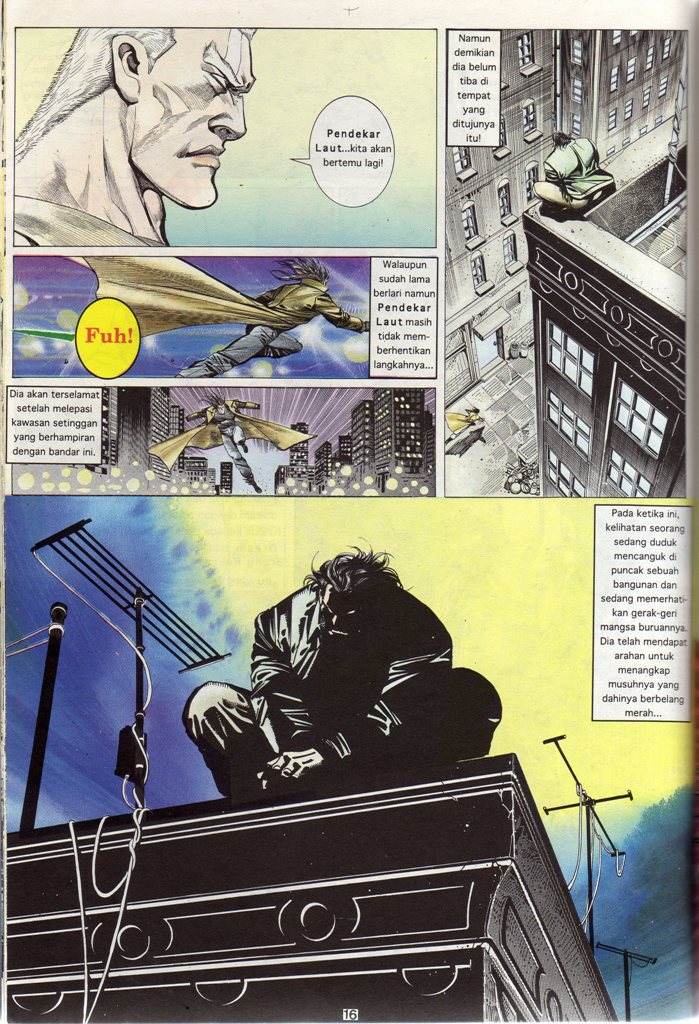 Pendekar
Laut...kita akan
bertemu lagi!
Fuh!
Walaupun
sudah lama
berlari namun
Pendekar
Laut masih
tidak mem-
berhentikan
langkahnya...
Dia akan terselamat
setelah melepasi
kawasan setinggan
yang berhampiran
dengan bandar ini.
Namun
demikian
dia belum
tiba di
tempat
yang
ditujunya
itu!
Pada ketika ini,
kelihatan seorang
sedang duduk
mencanguk di
puncak sebuah
bangunan dan
sedang memerhati-
kan gerak-geri
mangsa buruannya.
Dia telah mendapat
arahan untuk
menangkap
musuhnya yang
dahinya berbelang
merah...
16